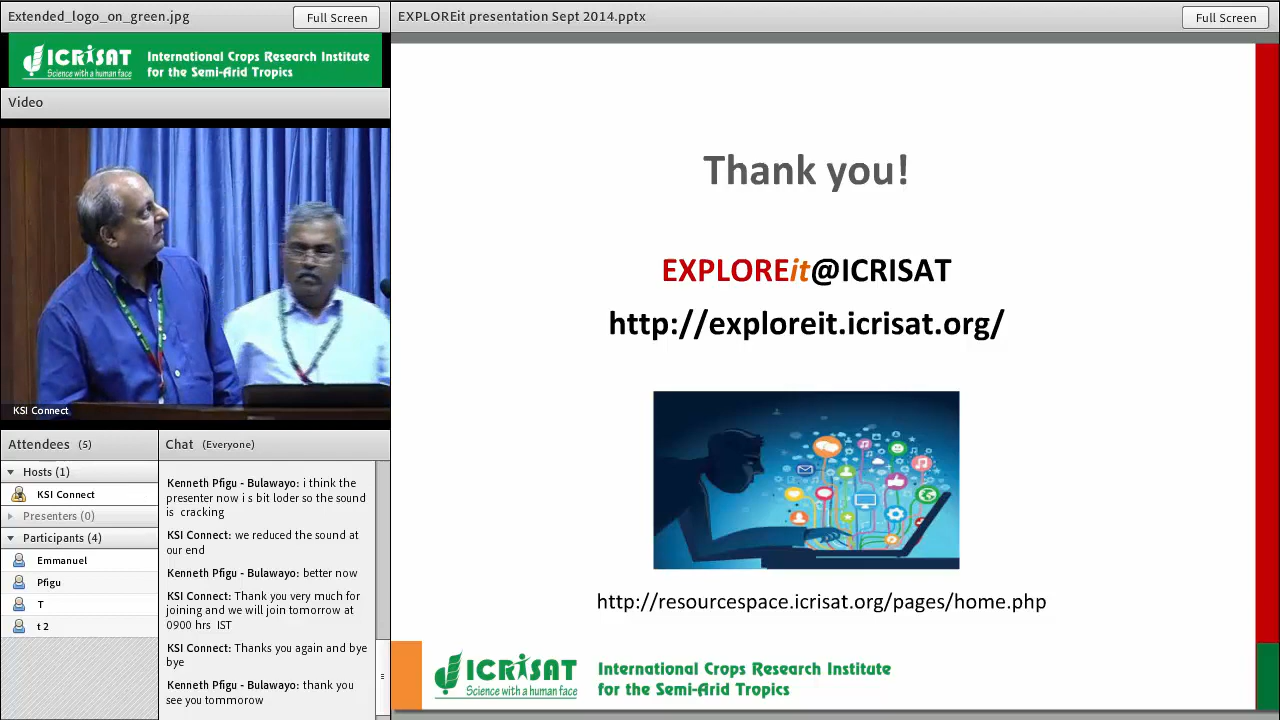 Extended_logo_on_green.jpg
Full Screen
ICRISAT
Science with a human face
International Crops Research Institute
for the Semi-Arid Tropics
Video
KSI Connect
Attendees (5)
Hosts (1)
KSI Connect
Presenters (0)
Participants (4)
Emmanuel
Pfigu
T
t 2
Chat (Everyone)
Kenneth Pfigu - Bulawayo: i think the
presenter now i s bit loder so the sound
is cracking
KSI Connect: we reduced the sound at
our end
Kenneth Pfigu - Bulawayo: better now
KSI Connect: Thank you very much for
joining and we will join tomorrow at
0900 hrs IST
KSI Connect: Thanks you again and bye
bye
Kenneth Pfigu - Bulawayo: thank you
see you tommorow
EXPLOREit presentation Sept 2014.pptx
Full Screen
Thank you!
EXPLOREit@ICRISAT
http://exploreit.icrisat.org/
http://resourcespace.icrisat.org/pages/home.php
ICRISAT
Science with a human face
International Crops Research Institute
for the Semi-Arid Tropics